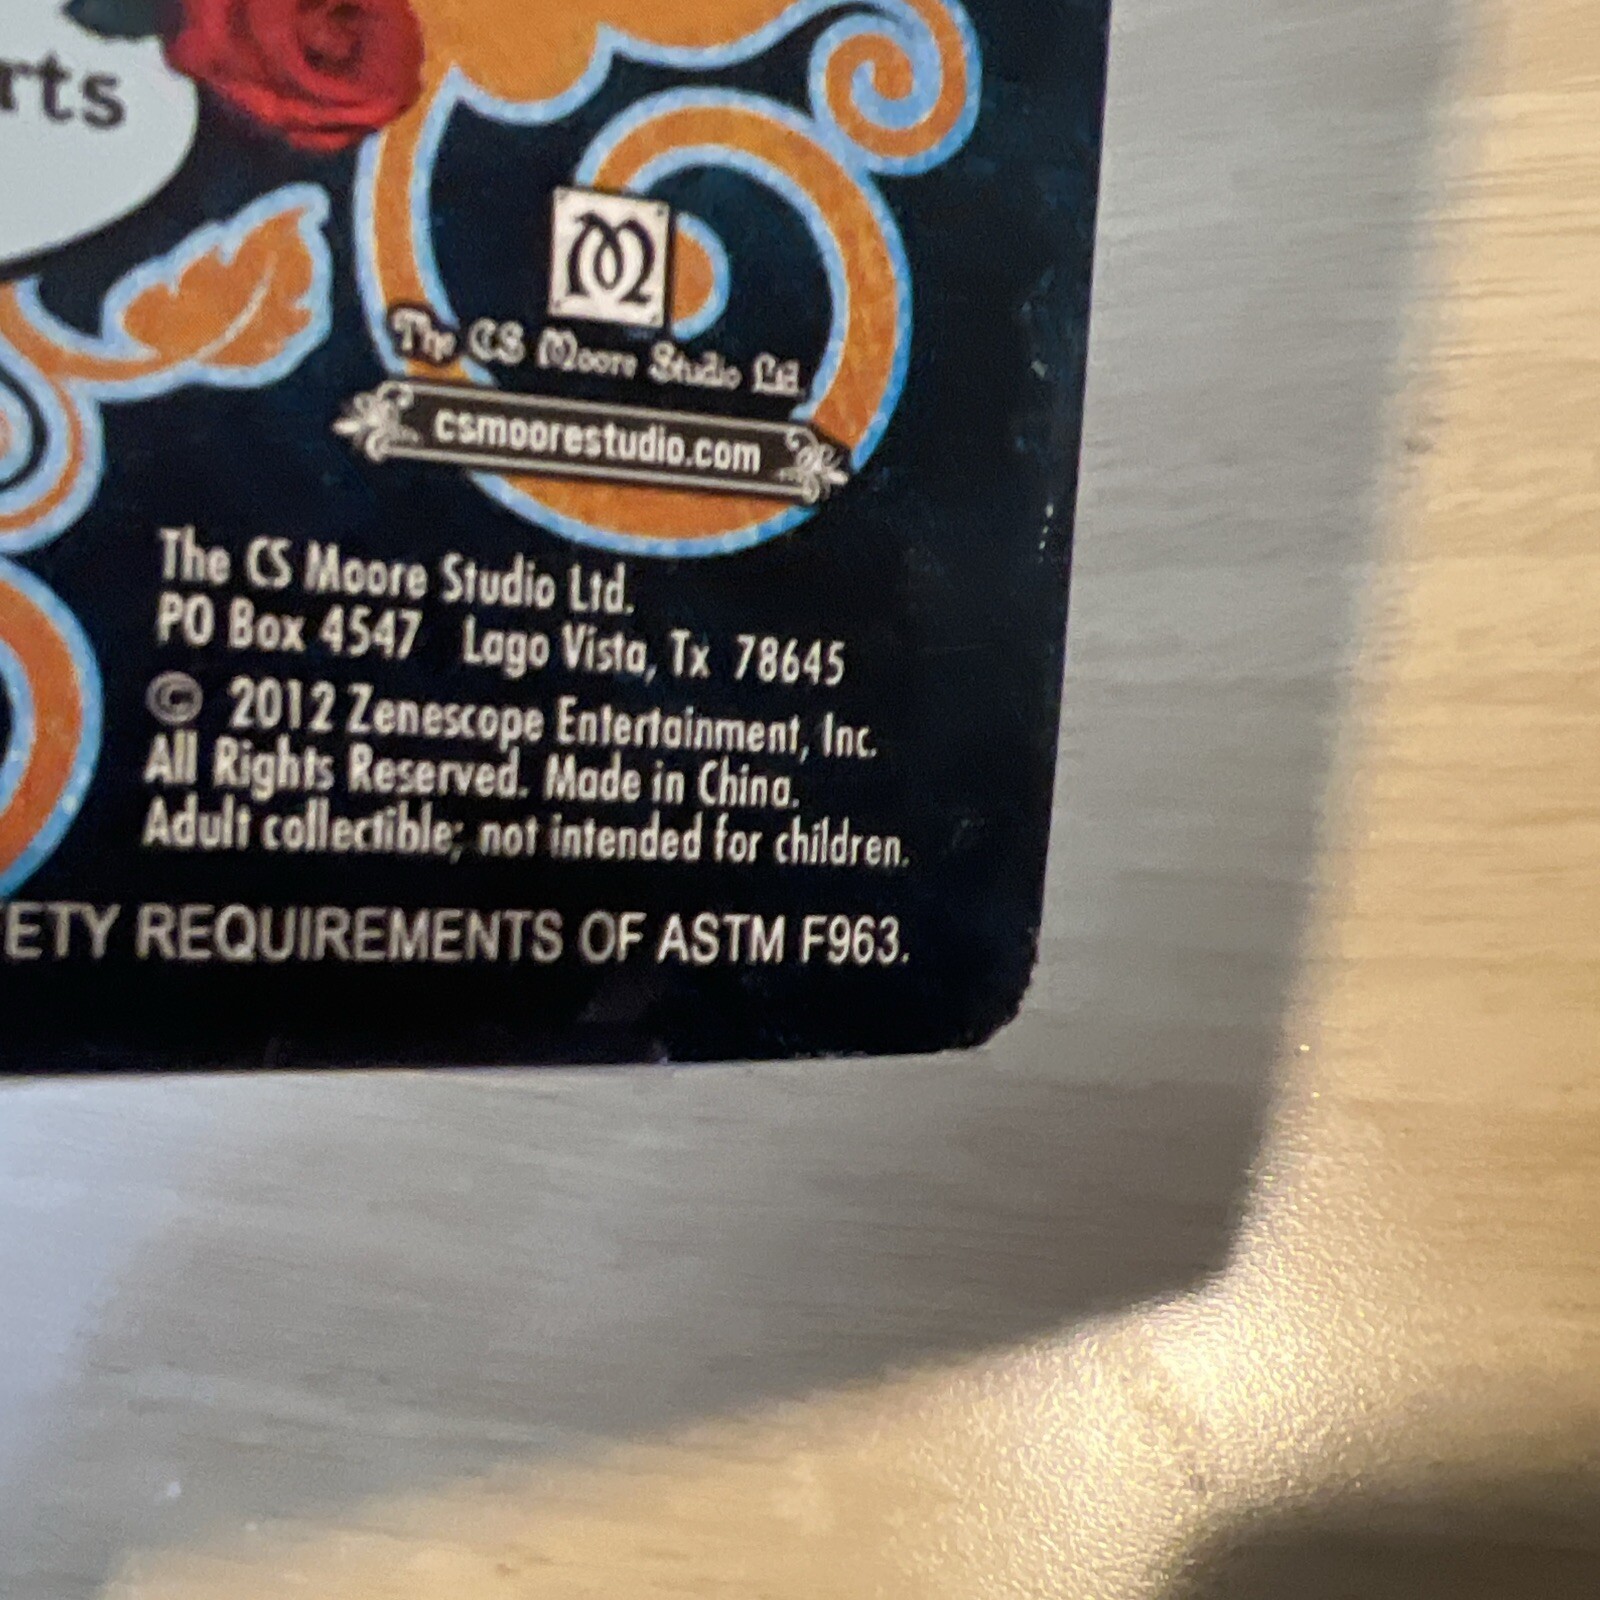 rts
M
The CS Moore Studio Ltd.
csmoorestudio.com
The CS Moore Studio Ltd.
PO Box 4547 Lago Vista, Tx 78645
© 2012 Zenescope Entertainment, Inc.
All Rights Reserved. Made in China.
Adult collectible; not intended for children.
ETY REQUIREMENTS OF ASTM F963.